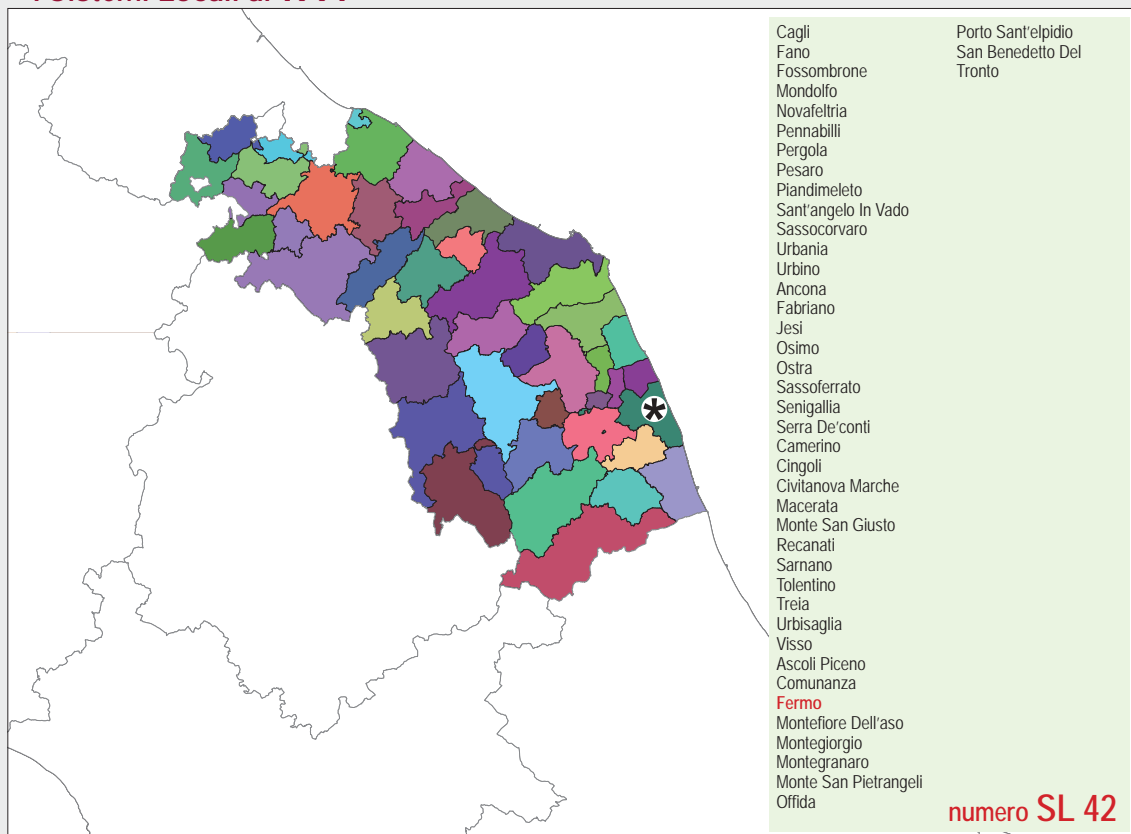 Cagli
Fano
Fossombrone
Mondolfo
Novafeltria
Pennabilli
Pergola
Pesaro
Piandimeleto
Sant'angelo In Vado
Sassocorvaro
Urbania
Urbino
Ancona
Fabriano
Jesi
Osimo
Ostra
Sassoferrato
Senigallia
Serra De'conti
Camerino
Cingoli
Civitanova Marche
Macerata
Monte San Giusto
Recanati
Sarnano
Tolentino
Treia
Urbisaglia
Visso
Ascoli Piceno
Comunanza
Fermo
Montefiore Dell'aso
Montegiorgio
Montegranaro
Monte San Pietrangeli
Offida
Porto Sant'elpidio
San Benedetto Del
Tronto
numero SL 42